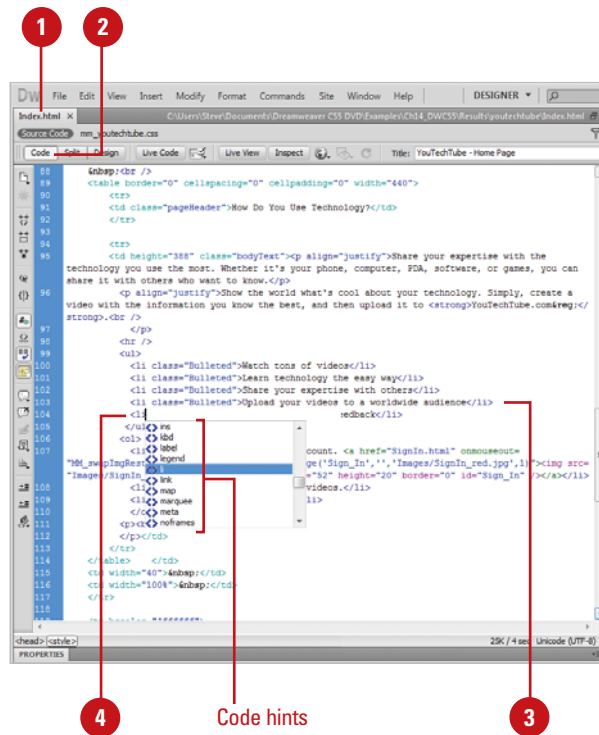 1 2
DW File Edit View Insert Modify Format Commands Site Window Help DESIGNER
Index.html × C:\Users\Steve\Documents\Dreamweaver CS5 DVD\Examples\Ch14_DWCS5\Results\youtechtube\Index.html
Source Code mm_youtechtube.css
Code Split Design Live Code Live View Inspect Title: YouTechTube - Home Page
88 &nbsp;<br />
89 <table border="0" cellspacing="0" cellpadding="0" width="440">
90 <tr>
91 <td class="pageHeader">How Do You Use Technology?</td>
92 </tr>
93
94 <tr>
95 <td height="388" class="bodyText"><p align="justify">Share your expertise with the
technology you use the most. Whether it's your phone, computer, PDA, software, or games, you can
share it with others who want to know.</p>
96 <p align="justify">Show the world what's cool about your technology. Simply, create a
video with the information you know the best, and then upload it to <strong>YouTechTube.com&reg;</
strong>.<br />
97 </p>
98 <hr />
99 <ul>
100 <li class="Bulleted">Watch tons of videos</li>
101 <li class="Bulleted">Learn technology the easy way</li>
102 <li class="Bulleted">Share your expertise with others</li>
103 <li class="Bulleted">Upload your videos to a worldwide audience</li>
104 <li eedback</li>
105 </ul> ins
106 <ol> kbd
label
107 <li count. <a href="SignIn.html" onmouseout=
legend
"MM_swapImgRest li ge('Sign_In','','Images/SignIn_red.jpg',1)"><img src=
"Images/SignIn_ link ="52" height="20" border="0" id="Sign_In" /></a></li>
108 <li map videos.</li>
109 <li marquee li>
110 </o meta
111 <p> noframes
112 </p></td>
113 </tr>
114 </table> </td>
115 <td width="40">&nbsp;</td>
116 <td width="100%">&nbsp;</td>
117 </tr>
118
<head> <style> 25K / 4 sec Unicode (UTF-8)
PROPERTIES
4 Code hints 3